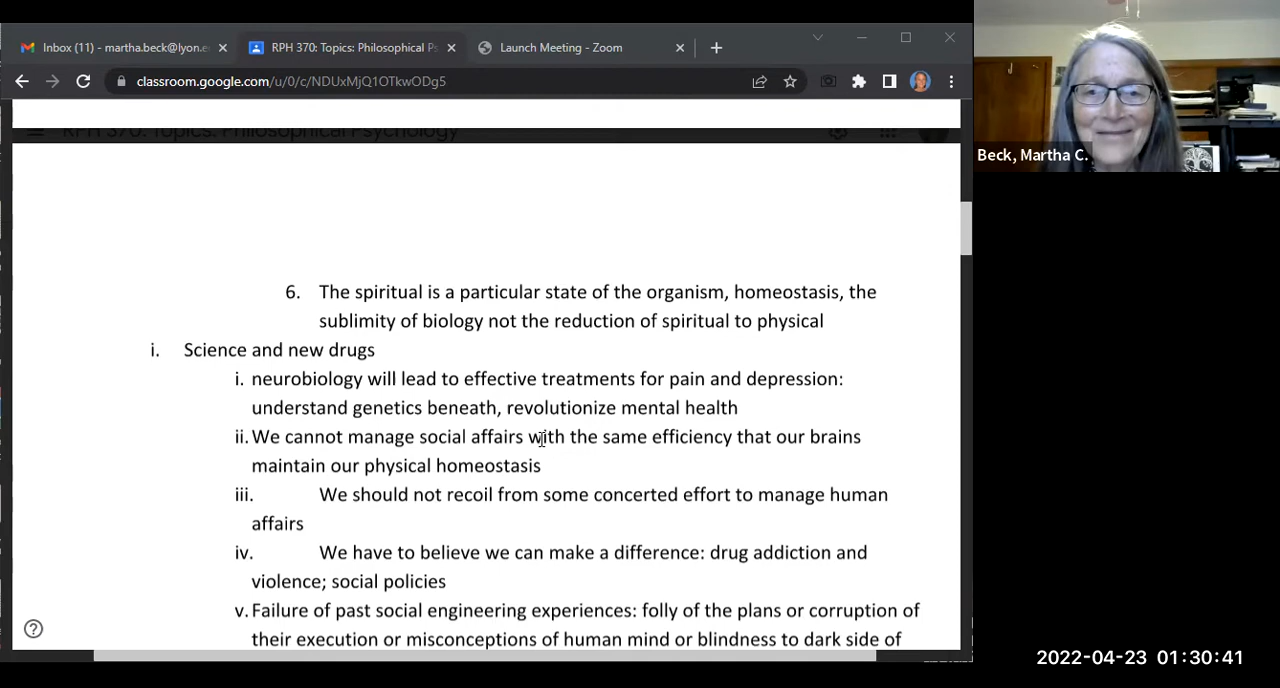 Inbox (11) - martha.beck@lyon.e
RPH 370: Topics: Philosophical Ps
Launch Meeting - Zoom
classroom.google.com/u/0/c/NDUxMjQ1OTkwODg5
RPH 370: Topics: Philosophical Psychology
Beck, Martha C.
6. The spiritual is a particular state of the organism, homeostasis, the
sublimity of biology not the reduction of spiritual to physical
i. Science and new drugs
i. neurobiology will lead to effective treatments for pain and depression:
understand genetics beneath, revolutionize mental health
ii. We cannot manage social affairs with the same efficiency that our brains
maintain our physical homeostasis
iii. We should not recoil from some concerted effort to manage human
affairs
iv. We have to believe we can make a difference: drug addiction and
violence; social policies
v. Failure of past social engineering experiences: folly of the plans or corruption of
their execution or misconceptions of human mind or blindness to dark side of
2022-04-23 01:30:41